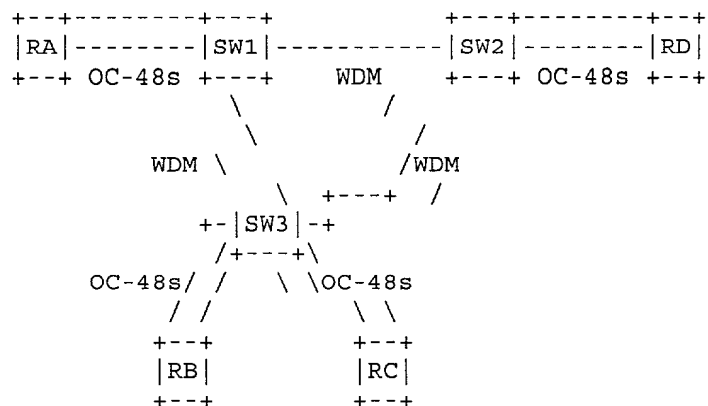 RA SW1 SW2 RD
OC-48s WDM OC-48s
WDM WDM
SW3
OC-48s OC-48s
RB RC